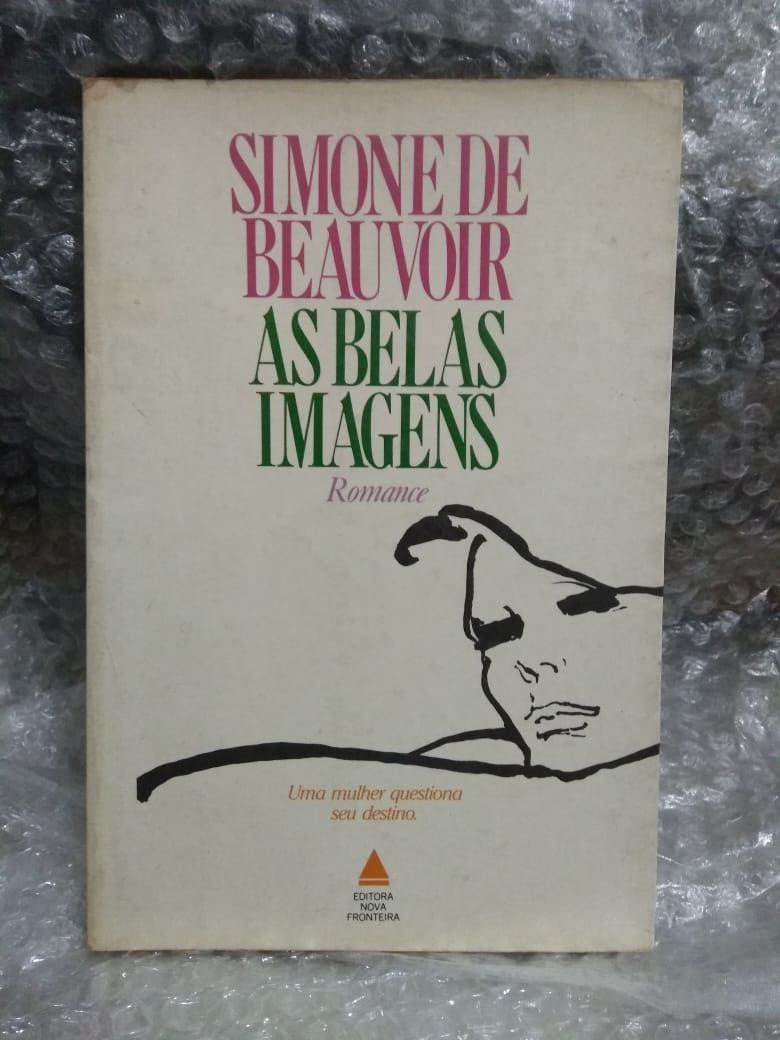 SIMONE DE
BEAUVOIR
AS BELAS
IMAGENS
Romance
Uma mulher questiona
seu destino.
EDITORA
NOVA
FRONTEIRA